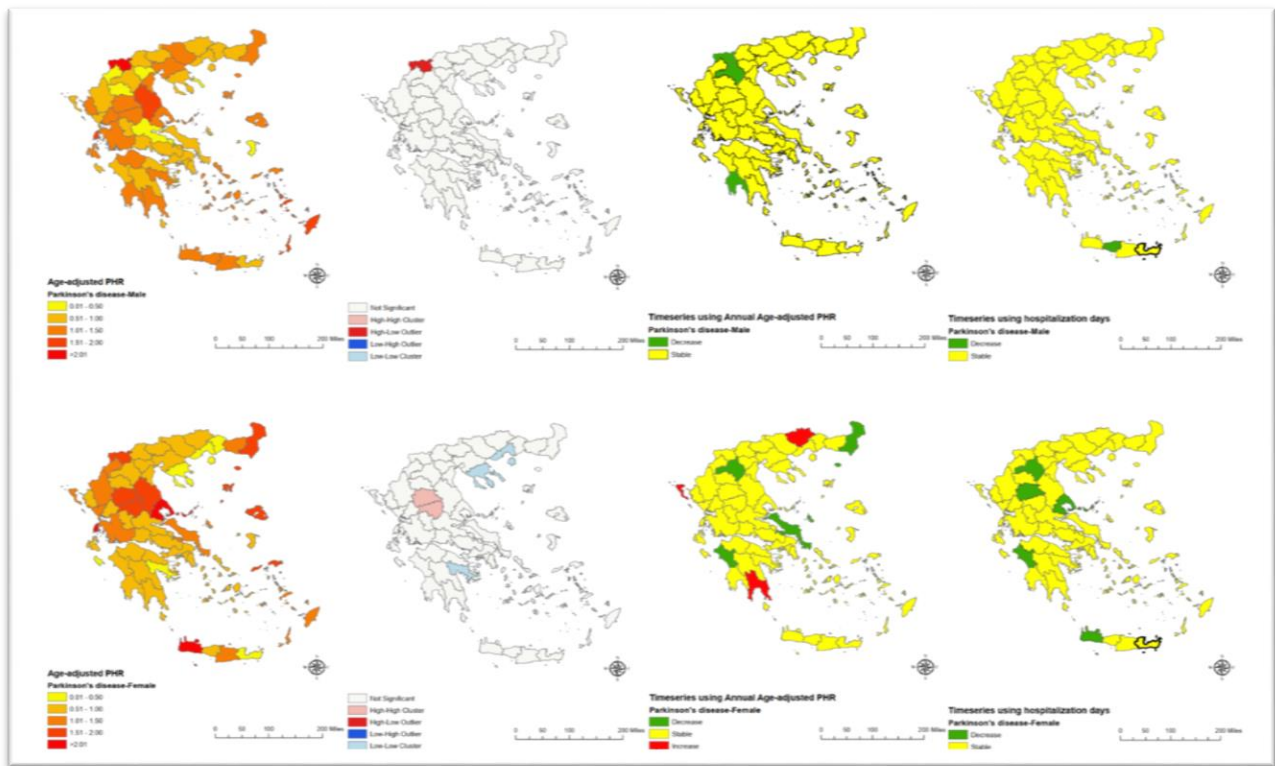 Age-adjusted PHR
Parkinson's disease-Male
0.01 - 0.50
0.51 - 1.00
1.01 - 1.50
1.51 - 2.00
>2.01
0 50 100 200 Miles
Not Significant
High-High Cluster
High-Low Outlier
Low-High Outlier
Low-Low Cluster
0 50 100 200 Miles
Timeseries using Annual Age-adjusted PHR
Parkinson's disease-Male
Decrease
Stable
0 50 100 200 Miles
Timeseries using hospitalization days
Parkinson's disease-Male
Decrease
Stable
0 50 100 200 Miles
Age-adjusted PHR
Parkinson's disease-Female
0.01 - 0.50
0.51 - 1.00
1.01 - 1.50
1.51 - 2.00
>2.01
0 50 100 200 Miles
Not Significant
High-High Cluster
High-Low Outlier
Low-High Outlier
Low-Low Cluster
0 50 100 200 Miles
Timeseries using Annual Age-adjusted PHR
Parkinson's disease-Female
Decrease
Stable
Increase
0 50 100 200 Miles
Timeseries using hospitalization days
Parkinson's disease-Female
Decrease
Stable
0 50 100 200 Miles